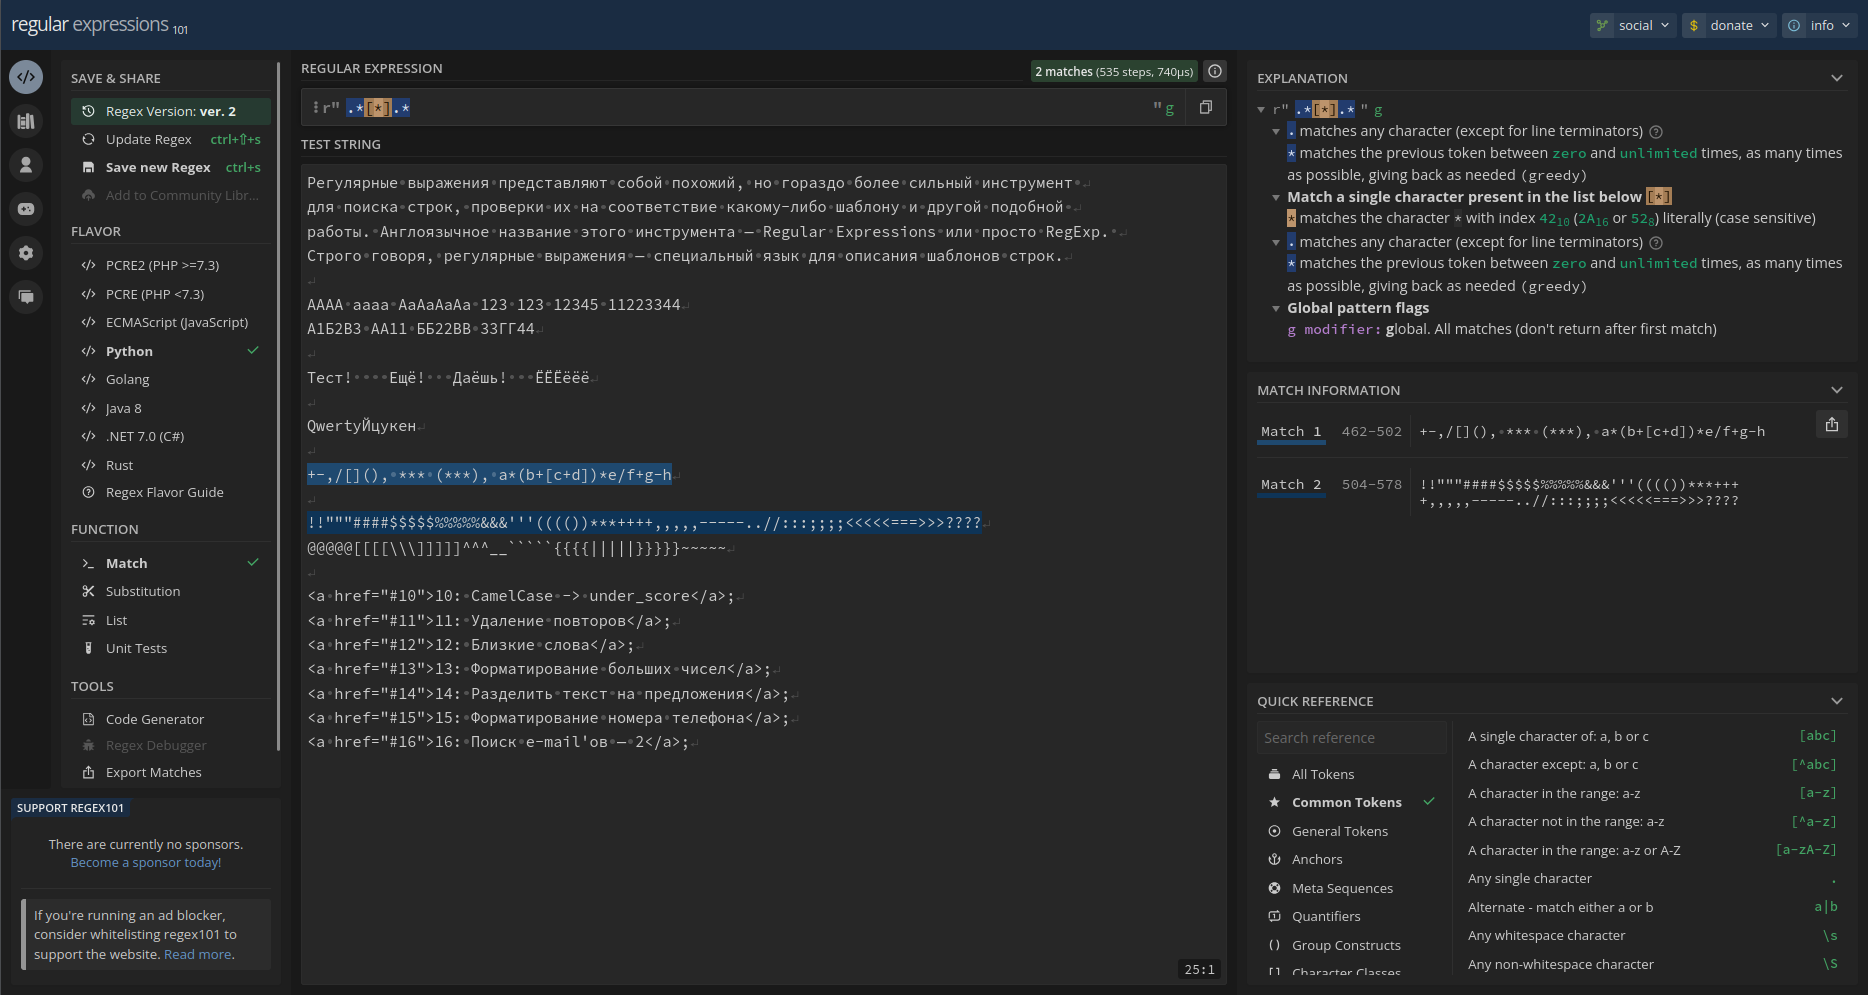 regular expressions 101
social
donate
info
SAVE & SHARE
Regex Version: ver. 2
Update Regex ctrl+⇧+s
Save new Regex ctrl+s
Add to Community Libr...
FLAVOR
PCRE2 (PHP >=7.3)
PCRE (PHP <7.3)
ECMAScript (JavaScript)
Python
Golang
Java 8
.NET 7.0 (C#)
Rust
Regex Flavor Guide
FUNCTION
Match
Substitution
List
Unit Tests
TOOLS
Code Generator
Regex Debugger
Export Matches
SUPPORT REGEX101
There are currently no sponsors.
Become a sponsor today!
If you're running an ad blocker,
consider whitelisting regex101 to
support the website. Read more.
REGULAR EXPRESSION
2 matches (535 steps, 740µs)
r" .*[*].* " g
TEST STRING
Регулярные выражения представляют собой похожий, но гораздо более сильный инструмент
для поиска строк, проверки их на соответствие какому-либо шаблону и другой подобной
работы. Англоязычное название этого инструмента — Regular Expressions или просто RegExp.
Строго говоря, регулярные выражения — специальный язык для описания шаблонов строк.
АААА аааа АаАаАаАа 123 123 12345 11223344
А1Б2В3 АА11 ББ22ВВ 33ГГ44
Тест!    Ещё!   Даёшь!   ЁЁЁёёё
QwertyЙцукен
+-,/[](), *** (***), a*(b+[c+d])*e/f+g-h
!!"""####$$$$$%%%%%&&&'''(((())***++++,,,,,-----..//:::;;;;<<<<<===>>>????
@@@@@[[[[\\\]]]]]^^^__`````{{{{|||||}}}}}~~~~~
<a href="#10">10: CamelCase -> under_score</a>;
<a href="#11">11: Удаление повторов</a>;
<a href="#12">12: Близкие слова</a>;
<a href="#13">13: Форматирование больших чисел</a>;
<a href="#14">14: Разделить текст на предложения</a>;
<a href="#15">15: Форматирование номера телефона</a>;
<a href="#16">16: Поиск e-mail'ов — 2</a>;
25:1
EXPLANATION
r" .*[*].* " g
. matches any character (except for line terminators)
* matches the previous token between zero and unlimited times, as many times
as possible, giving back as needed (greedy)
Match a single character present in the list below [*]
* matches the character * with index 42₁₀ (2A₁₆ or 52₈) literally (case sensitive)
. matches any character (except for line terminators)
* matches the previous token between zero and unlimited times, as many times
as possible, giving back as needed (greedy)
Global pattern flags
g modifier: global. All matches (don't return after first match)
MATCH INFORMATION
Match 1 462-502 +-,/[](), *** (***), a*(b+[c+d])*e/f+g-h
Match 2 504-578 !!"""####$$$$$%%%%%&&&'''(((())***+++
+,,,,,-----..//:::;;;;<<<<<===>>>????
QUICK REFERENCE
Search reference
All Tokens
Common Tokens
General Tokens
Anchors
Meta Sequences
Quantifiers
Group Constructs
Character Classes
A single character of: a, b or c [abc]
A character except: a, b or c [^abc]
A character in the range: a-z [a-z]
A character not in the range: a-z [^a-z]
A character in the range: a-z or A-Z [a-zA-Z]
Any single character .
Alternate - match either a or b a|b
Any whitespace character \s
Any non-whitespace character \S